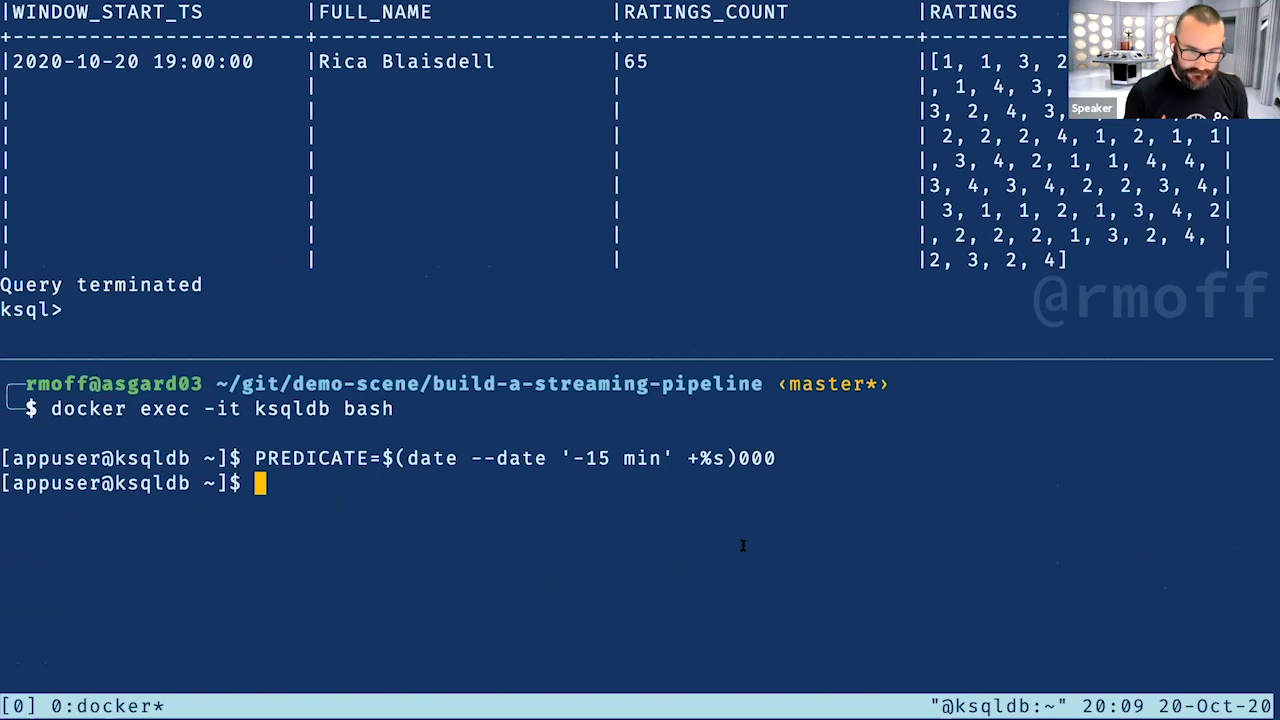 |WINDOW_START_TS |FULL_NAME |RATINGS_COUNT |RATINGS
|2020-10-20 19:00:00 |Rica Blaisdell |65 |[1, 1, 3, 2
| | | |, 1, 4, 3,
| | | |3, 2, 4, 3,
| | | | 2, 2, 2, 4, 1, 2, 1, 1|
| | | |, 3, 4, 2, 1, 1, 4, 4, |
| | | |3, 4, 3, 4, 2, 2, 3, 4,|
| | | | 3, 1, 1, 2, 1, 3, 4, 2|
| | | |, 2, 2, 2, 1, 3, 2, 4, |
| | | |2, 3, 2, 4] |
Speaker
Query terminated
ksql>
@rmoff
rmoff@asgard03 ~/git/demo-scene/build-a-streaming-pipeline ‹master*›
$ docker exec -it ksqldb bash
[appuser@ksqldb ~]$ PREDICATE=$(date --date '-15 min' +%s)000
[appuser@ksqldb ~]$
[0] 0:docker* "@ksqldb:~" 20:09 20-Oct-20